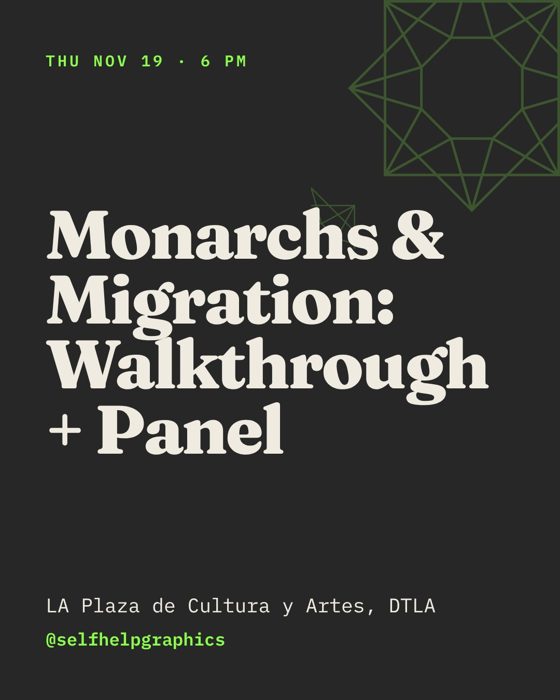 THU NOV 19 · 6 PM
Monarchs &
Migration:
Walkthrough
+ Panel
LA Plaza de Cultura y Artes, DTLA
@selfhelpgraphics